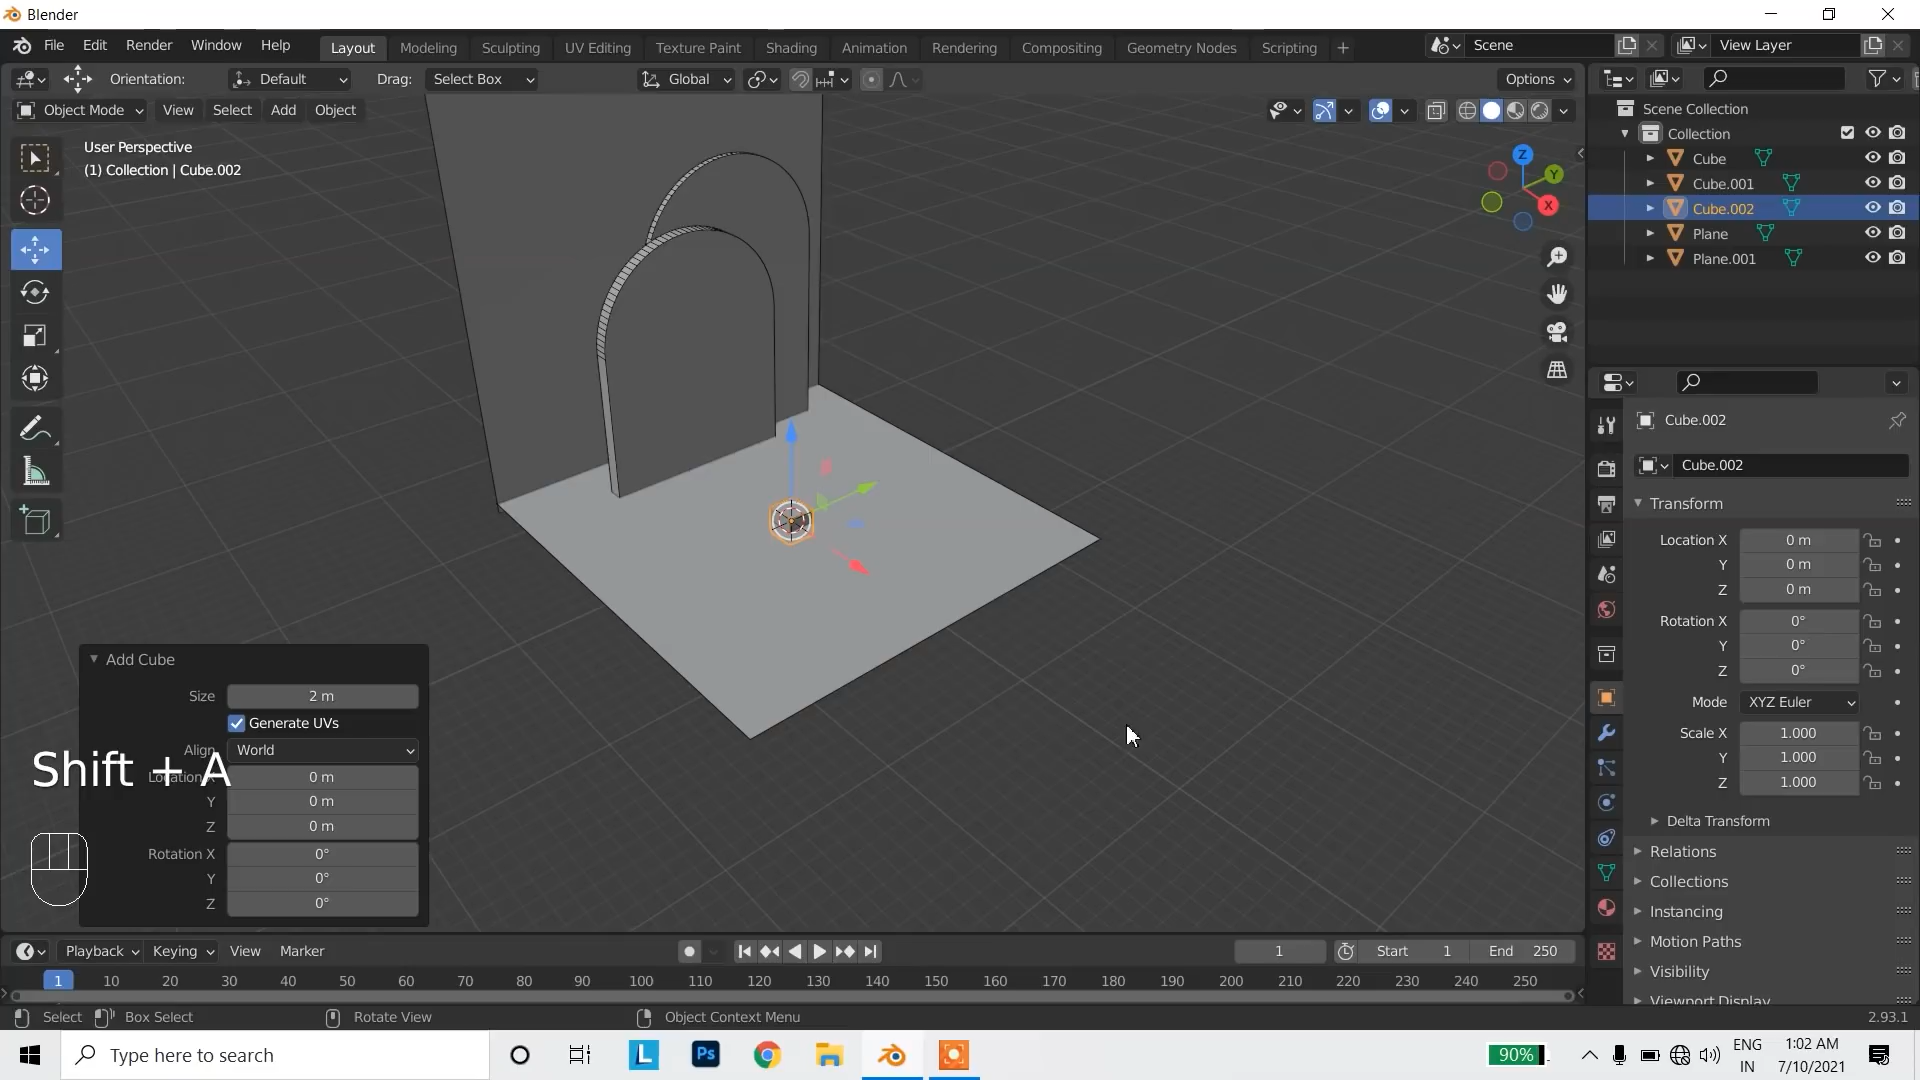 Blender
File Edit Render Window Help Layout Modeling Sculpting UV Editing Texture Paint Shading Animation Rendering Compositing Geometry Nodes Scripting + Scene View Layer
Orientation: Default Drag: Select Box Global Options
Object Mode View Select Add Object
User Perspective
(1) Collection | Cube.002
Z
Y
X
Scene Collection
Collection
Cube
Cube.001
Cube.002
Plane
Plane.001
Cube.002
Cube.002
Transform
Location X 0 m
Y 0 m
Z 0 m
Rotation X 0°
Y 0°
Z 0°
Mode XYZ Euler
Scale X 1.000
Y 1.000
Z 1.000
Delta Transform
Relations
Collections
Instancing
Motion Paths
Visibility
Viewport Display
Add Cube
Size 2 m
Generate UVs
Align World
Shift + A
Location X 0 m
Y 0 m
Z 0 m
Rotation X 0°
Y 0°
Z 0°
Playback Keying View Marker 1 Start 1 End 250
1 10 20 30 40 50 60 70 80 90 100 110 120 130 140 150 160 170 180 190 200 210 220 230 240 250
Select Box Select Rotate View Object Context Menu 2.93.1
Type here to search L Ps 90% ENG 1:02 AM
IN 7/10/2021